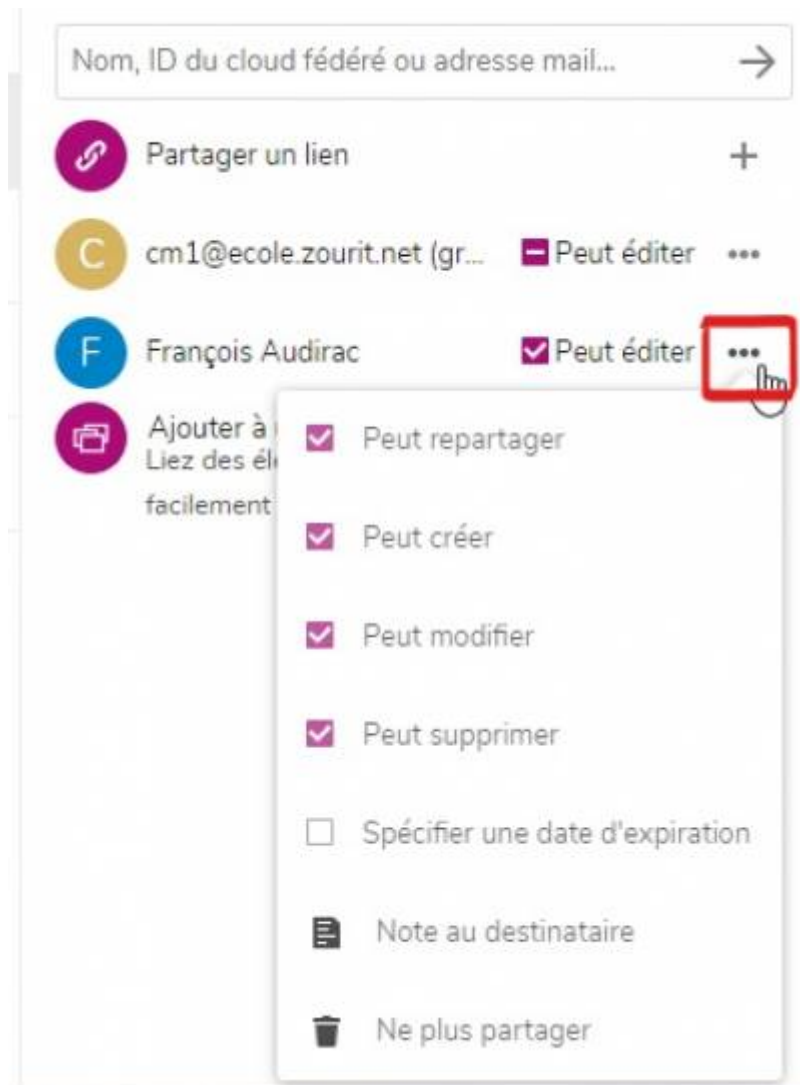 Nom, ID du cloud fédéré ou adresse mail...
Partager un lien
C cm1@ecole.zourit.net (gr... Peut éditer
F François Audirac Peut éditer
Ajouter à
Liez des
facilement
Peut repartager
Peut créer
Peut modifier
Peut supprimer
Spécifier une date d'expiration
Note au destinataire
Ne plus partager